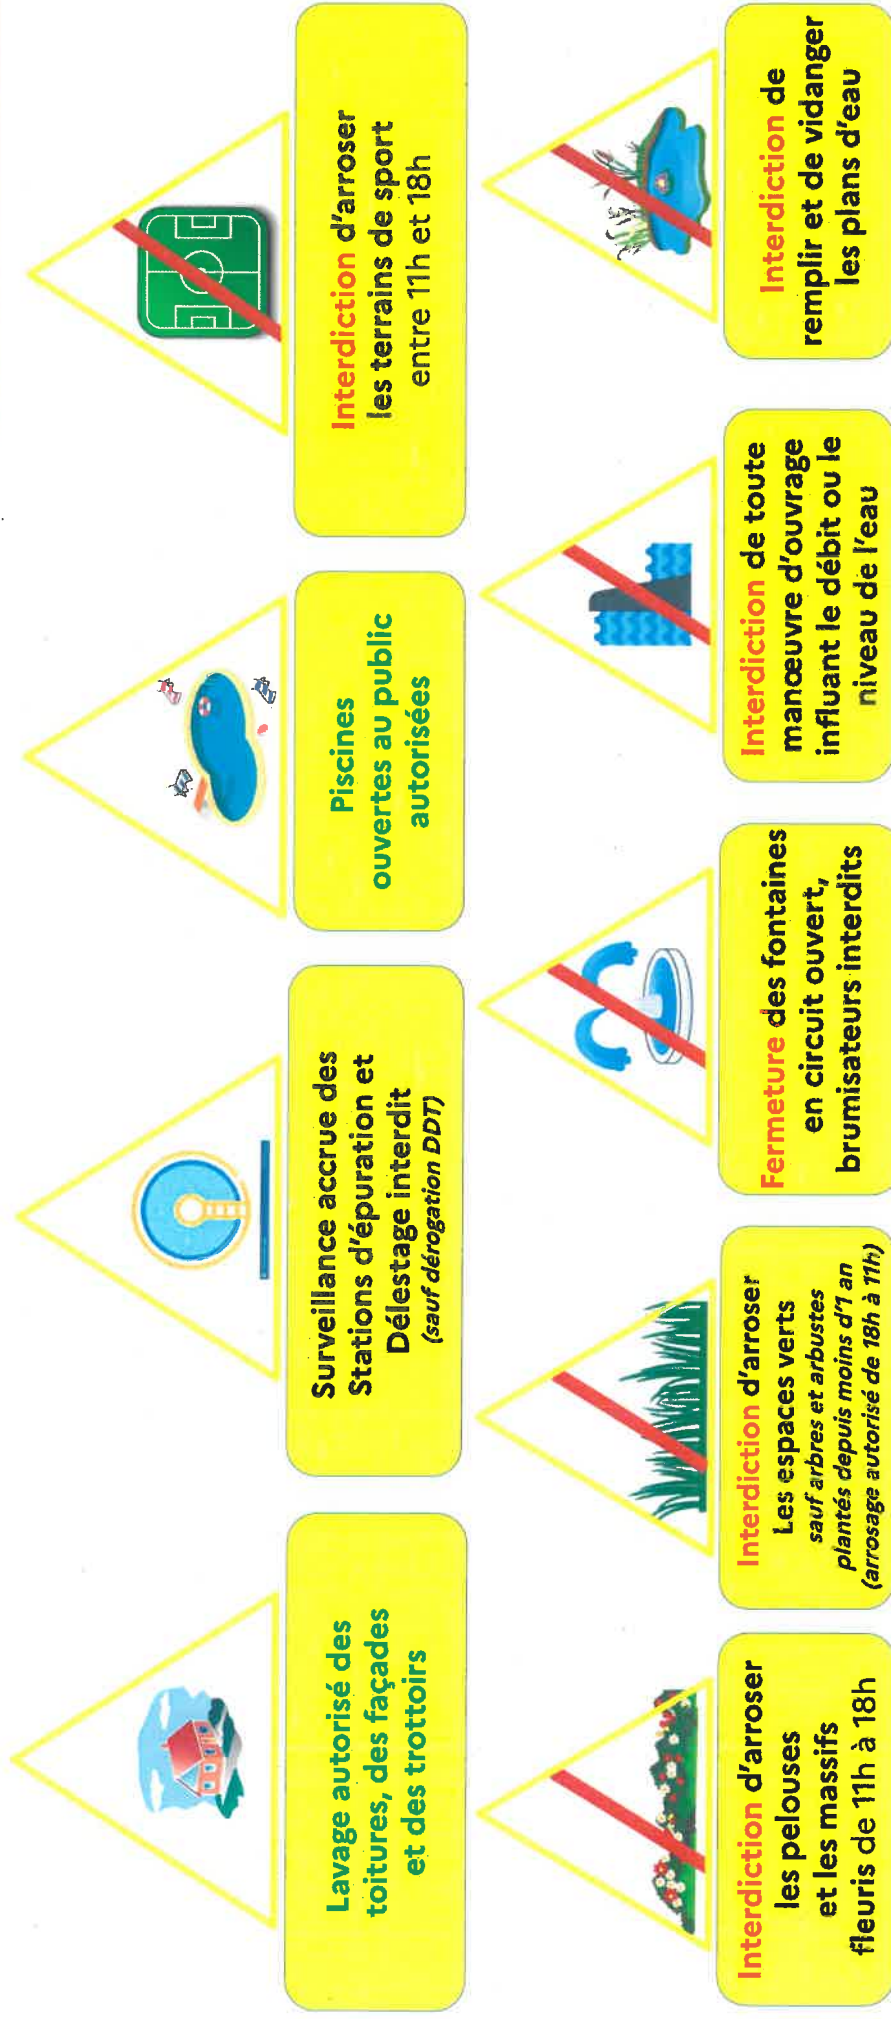 Lavage autorisé des
toitures, des façades
et des trottoirs
Surveillance accrue des
Stations d'épuration et
Délestage interdit
(sauf dérogation DDT)
Piscines
ouvertes au public
autorisées
Interdiction d'arroser
les terrains de sport
entre 11h et 18h
Interdiction d'arroser
les pelouses
et les massifs
fleuris de 11h à 18h
Interdiction d'arroser
Les espaces verts
sauf arbres et arbustes
plantés depuis moins d'1 an
(arrosage autorisé de 18h à 11h)
Fermeture des fontaines
en circuit ouvert,
brumisateurs interdits
Interdiction de toute
manœuvre d'ouvrage
influant le débit ou le
niveau de l'eau
Interdiction de
remplir et de vidanger
les plans d'eau